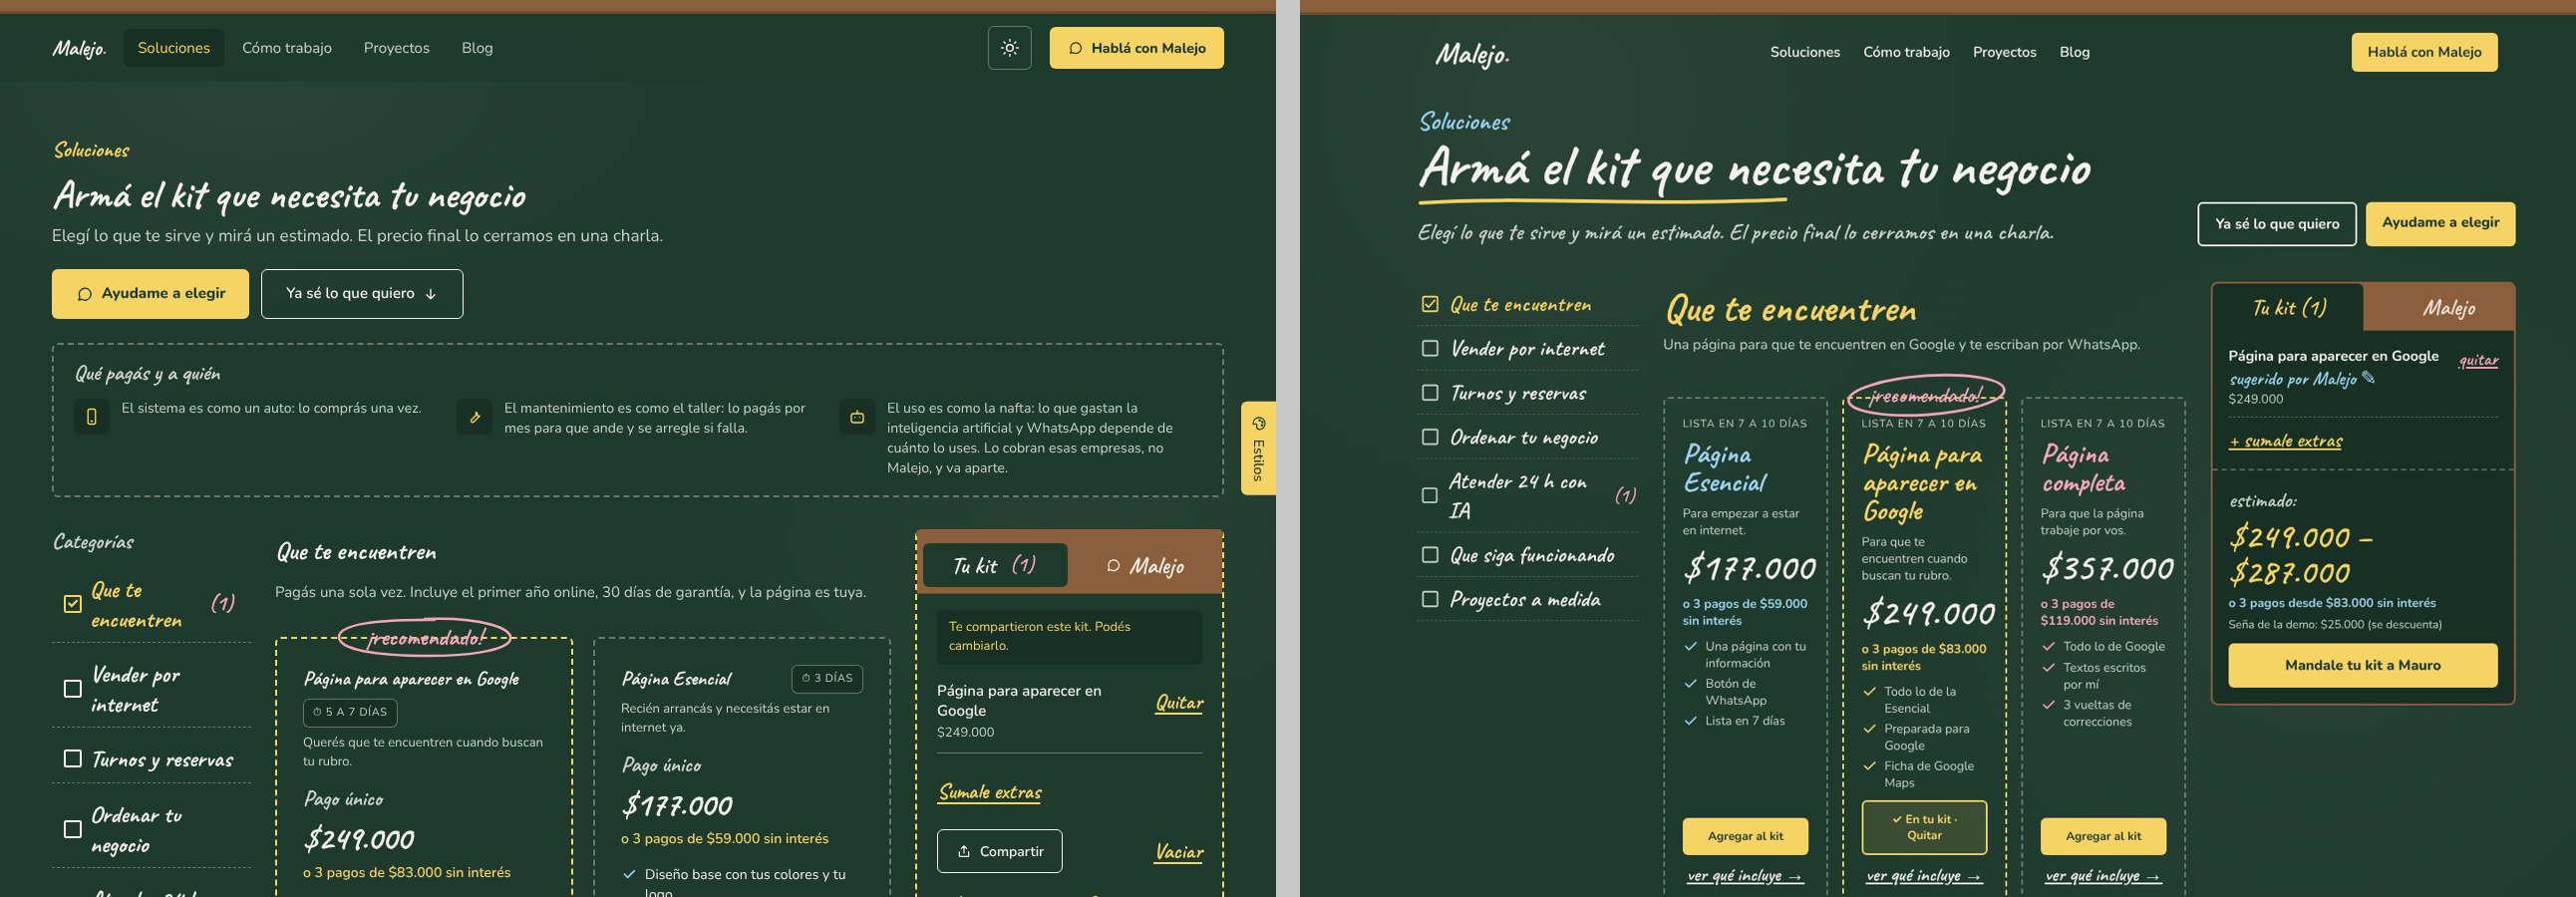 Malejo.
Soluciones
Cómo trabajo
Proyectos
Blog
Hablá con Malejo
Soluciones
Armá el kit que necesita tu negocio
Elegí lo que te sirve y mirá un estimado. El precio final lo cerramos en una charla.
Ayudame a elegir
Ya sé lo que quiero ↓
Qué pagás y a quién
El sistema es como un auto: lo comprás una vez.
El mantenimiento es como el taller: lo pagás por
mes para que ande y se arregle si falla.
El uso es como la nafta: lo que gastan la
inteligencia artificial y WhatsApp depende de
cuánto lo uses. Lo cobran esas empresas, no
Malejo, y va aparte.
Estilos
Categorías
Que te
encuentren
(1)
Vender por
internet
Turnos y reservas
Ordenar tu
negocio
Que te encuentren
Pagás una sola vez. Incluye el primer año online, 30 días de garantía, y la página es tuya.
¡recomendado!
Página para aparecer en Google
5 A 7 DÍAS
Querés que te encuentren cuando buscan
tu rubro.
Pago único
$249.000
o 3 pagos de $83.000 sin interés
Página Esencial
3 DÍAS
Recién arrancás y necesitás estar en
internet ya.
Pago único
$177.000
o 3 pagos de $59.000 sin interés
Diseño base con tus colores y tu
logo
Tu kit (1)
Malejo
Te compartieron este kit. Podés
cambiarlo.
Página para aparecer en
Google
$249.000
Quitar
Sumale extras
Compartir
Vaciar
Malejo.
Soluciones
Cómo trabajo
Proyectos
Blog
Hablá con Malejo
Soluciones
Armá el kit que necesita tu negocio
Elegí lo que te sirve y mirá un estimado. El precio final lo cerramos en una charla.
Ya sé lo que quiero
Ayudame a elegir
Que te encuentren
Vender por internet
Turnos y reservas
Ordenar tu negocio
Atender 24 h con
IA
(1)
Que siga funcionando
Proyectos a medida
Que te encuentren
Una página para que te encuentren en Google y te escriban por WhatsApp.
LISTA EN 7 A 10 DÍAS
Página
Esencial
Para empezar a estar
en internet.
$177.000
o 3 pagos de $59.000
sin interés
Una página con tu
información
Botón de
WhatsApp
Lista en 7 días
Agregar al kit
ver qué incluye →
¡recomendado!
LISTA EN 7 A 10 DÍAS
Página para
aparecer en
Google
Para que te
encuentren cuando
buscan tu rubro.
$249.000
o 3 pagos de $83.000
sin interés
Todo lo de la
Esencial
Preparada para
Google
Ficha de Google
Maps
✓ En tu kit ·
Quitar
ver qué incluye →
LISTA EN 7 A 10 DÍAS
Página
completa
Para que la página
trabaje por vos.
$357.000
o 3 pagos de
$119.000 sin interés
Todo lo de Google
Textos escritos
por mí
3 vueltas de
correcciones
Agregar al kit
ver qué incluye →
Tu kit (1)
Malejo
Página para aparecer en Google
quitar
sugerido por Malejo ✎
$249.000
+ sumale extras
estimado:
$249.000 –
$287.000
o 3 pagos desde $83.000 sin interés
Seña de la demo: $25.000 (se descuenta)
Mandale tu kit a Mauro